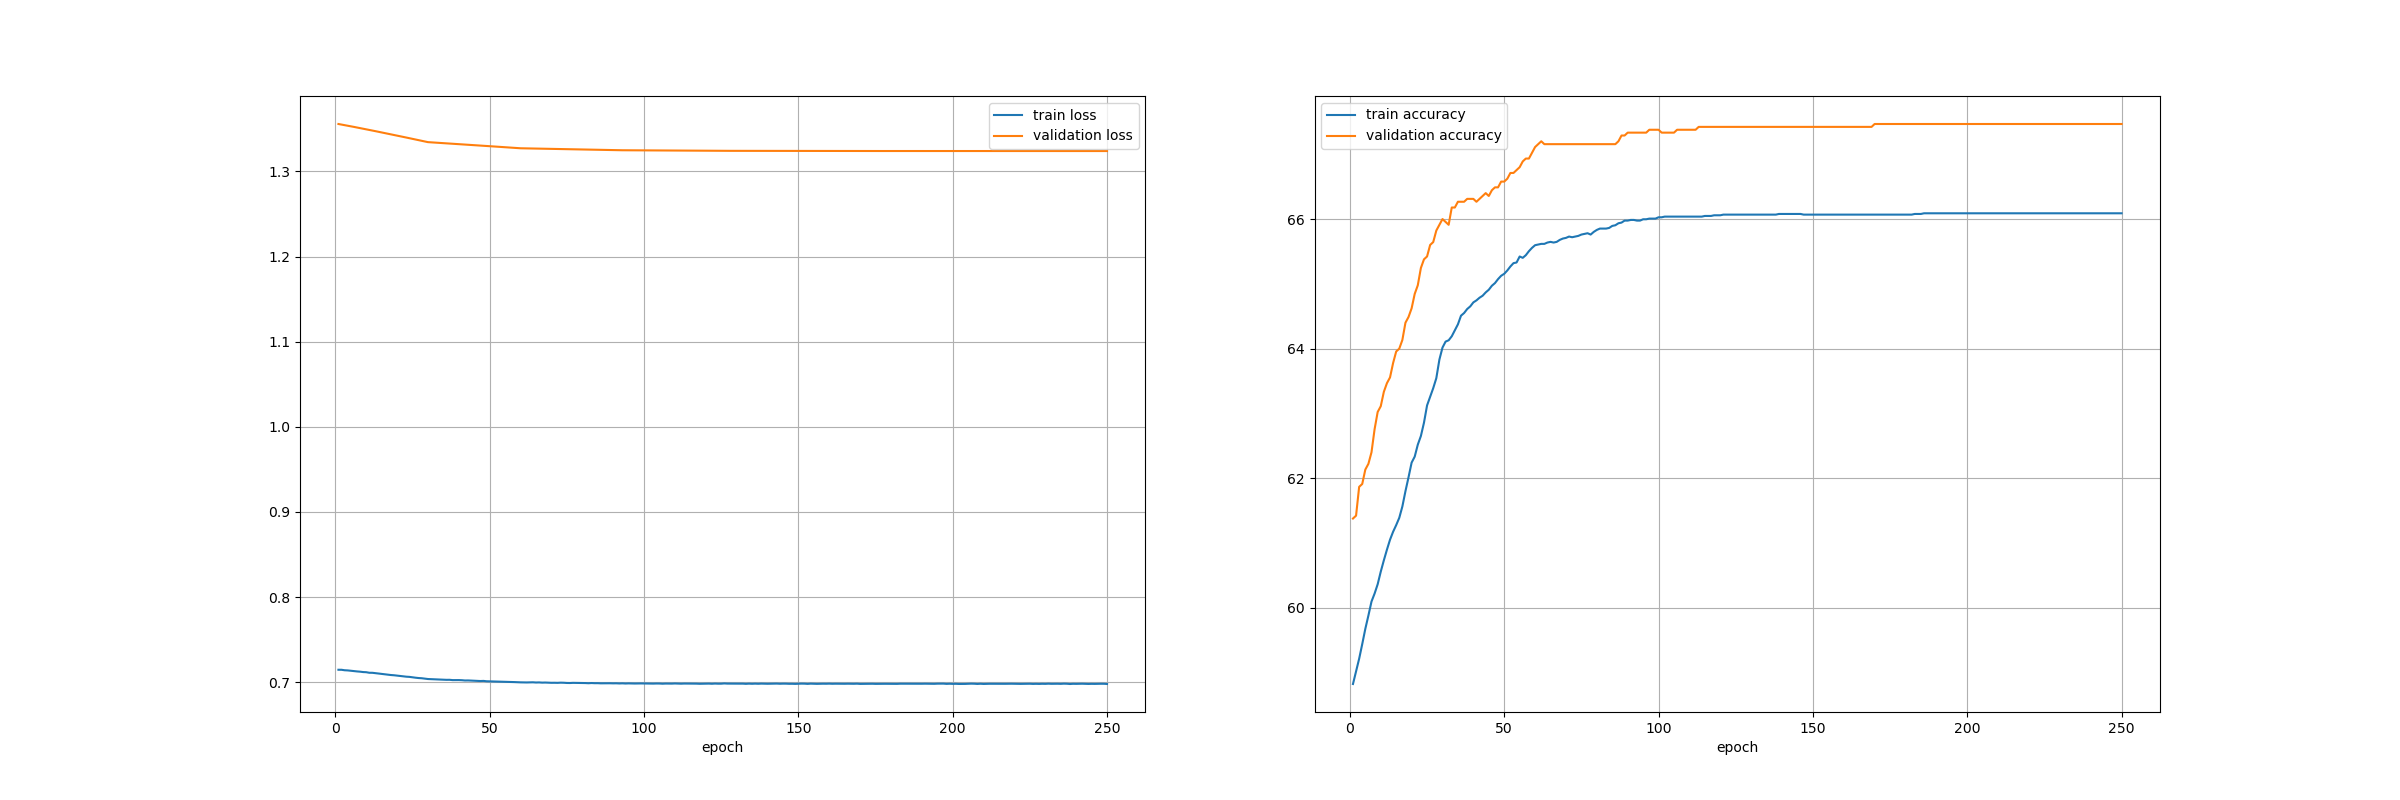 train loss
validation loss
1.3
1.2
1.1
1.0
0.9
0.8
0.7
0 50 100 150 200 250
epoch
train accuracy
validation accuracy
66
64
62
60
0 50 100 150 200 250
epoch